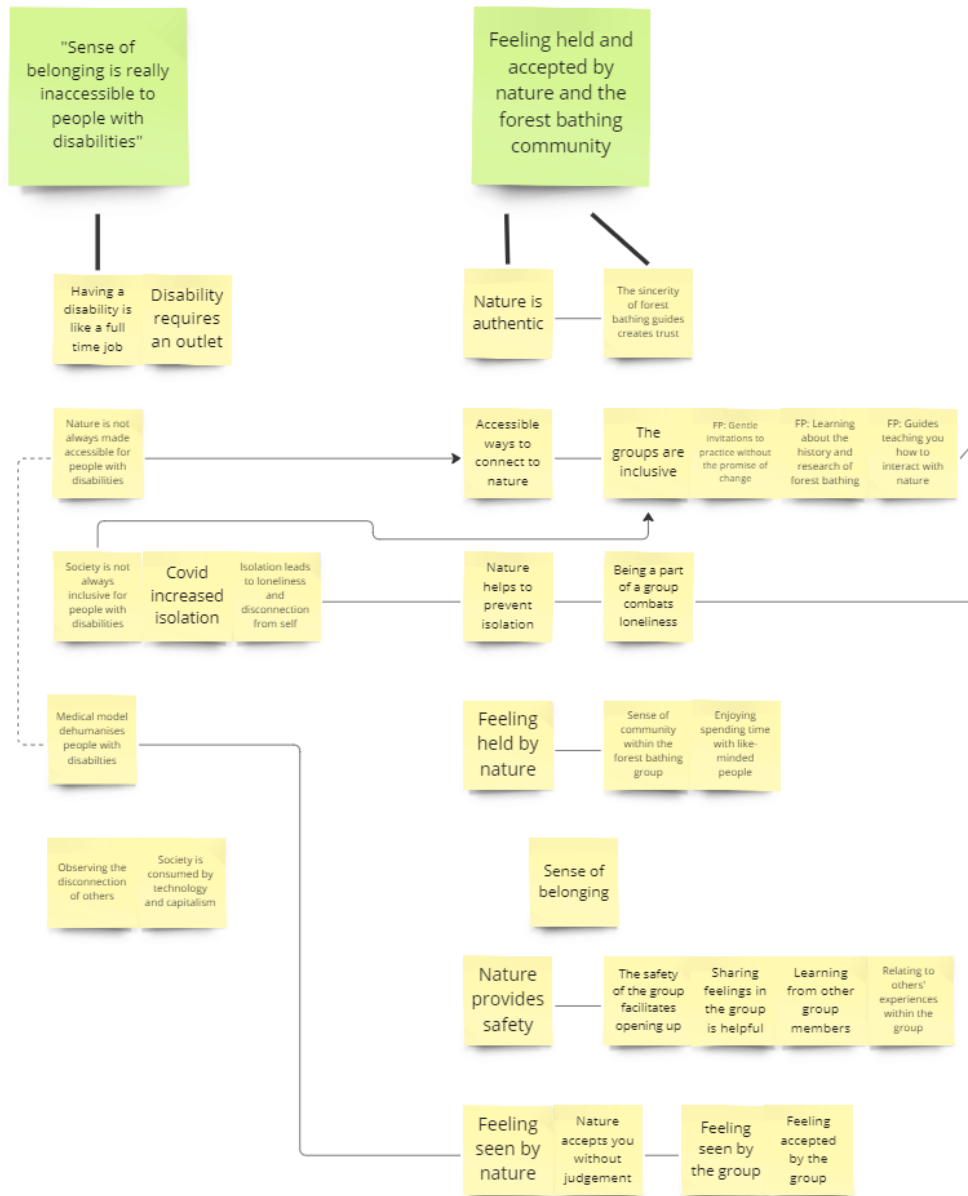 "Sense of
belonging is really
inaccessible to
people with
disabilities"
Feeling held and
accepted by
nature and the
forest bathing
community
Having a
disability is
like a full
time job
Disability
requires
an outlet
Nature is
authentic
The sincerity
of forest
bathing guides
creates trust
Nature is not
always made
accessible for
people with
disabilities
Accessible
ways to
connect to
nature
The
groups are
inclusive
FP: Gentle
invitations to
practice without
the promise of
change
FP: Learning
about the
history and
research of
forest bathing
FP: Guides
teaching you
how to
interact with
nature
Society is not
always
inclusive for
people with
disabilities
Covid
increased
isolation
Isolation leads
to loneliness
and
disconnection
from self
Nature
helps to
prevent
isolation
Being a part
of a group
combats
loneliness
Medical model
dehumanises
people with
disabilties
Feeling
held by
nature
Sense of
community
within the
forest bathing
group
Enjoying
spending time
with like-
minded
people
Observing the
disconnection
of others
Society is
consumed by
technology
and capitalism
Sense of
belonging
Nature
provides
safety
The safety
of the group
facilitates
opening up
Sharing
feelings in
the group
is helpful
Learning
from other
group
members
Relating to
others'
experiences
within the
group
Feeling
seen by
nature
Nature
accepts you
without
judgement
Feeling
seen by
the group
Feeling
accepted
by the
group